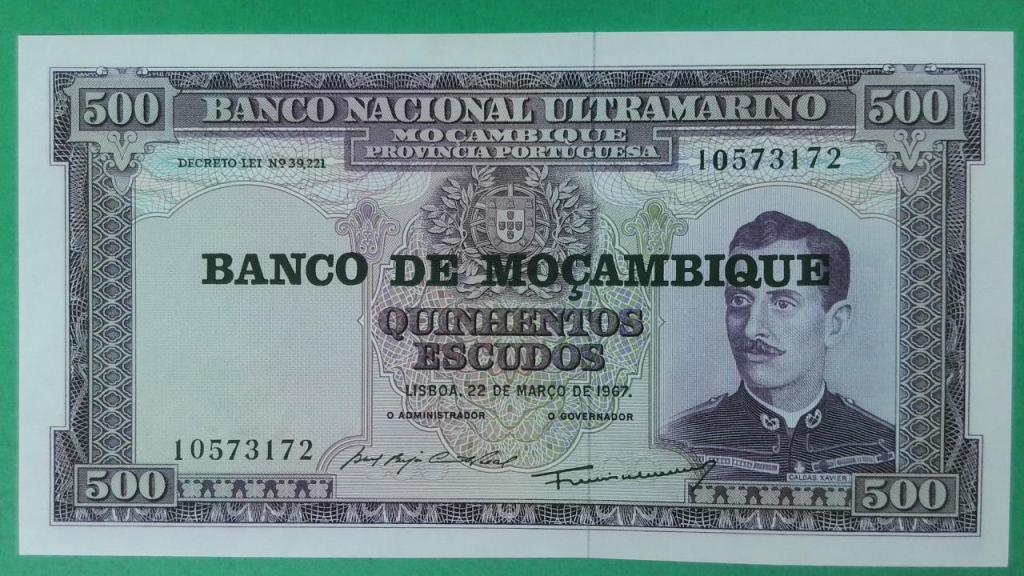 500 BANCO NACIONAL ULTRAMARINO 500
MOÇAMBIQUE
PROVINCIA PORTUGUESA
DECRETO-LEI Nº 39,221
10573172
BANCO DE MOÇAMBIQUE
QUINHENTOS
ESCUDOS
LISBOA, 22 DE MARÇO DE 1967.
O ADMINISTRADOR O GOVERNADOR
10573172
CALDAS XAVIER
500 500